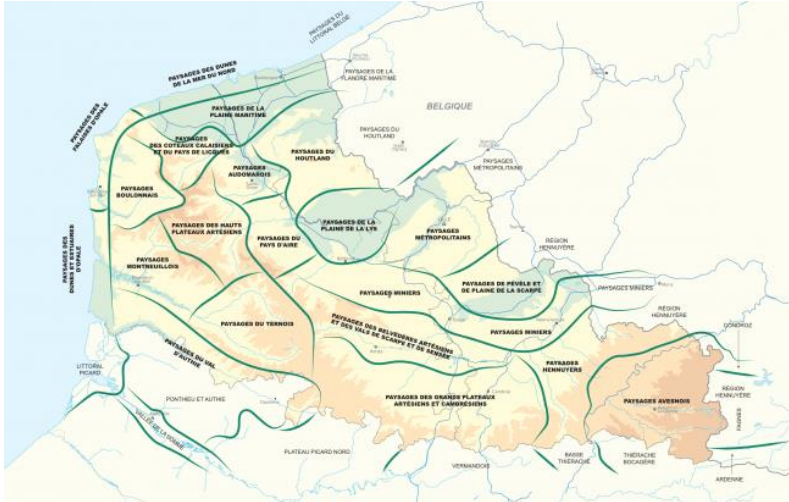 PAYSAGES DU
LITTORAL BELGE
PAYSAGES DES DUNES
DE LA MER DU NORD
PAYSAGES DE LA
FLANDRE MARITIME
PAYSAGES DES
FALAISES D'OPALE
PAYSAGES DE LA
PLAINE MARITIME
BELGIQUE
PAYSAGES
DES COTEAUX CALAISIENS
ET DU PAYS DE LICQUES
PAYSAGES DU
HOUTLAND
PAYSAGES DU
HOUTLAND
PAYSAGES
AUDOMAROIS
PAYSAGES
MÉTROPOLITAINS
PAYSAGES
BOULONNAIS
PAYSAGES DES HAUTS
PLATEAUX ARTÉSIENS
PAYSAGES DE LA
PLAINE DE LA LYS
LILLE
PAYSAGES
MÉTROPOLITAINS
PAYSAGES DU
PAYS D'AIRE
RÉGION
HENNUYÈRE
PAYSAGES DES
DUNES ET ESTUAIRES
D'OPALE
PAYSAGES
MONTREUILLOIS
PAYSAGES MINIERS
PAYSAGES DE PÉVÈLE ET
DE PLAINE DE LA SCARPE
PAYSAGES MINIERS
Mons
RÉGION
HENNUYÈRE
PAYSAGES DU TERNOIS
PAYSAGES DES BELVÉDÈRES ARTÉSIENS
ET DES VALS DE SCARPE ET DE SENSÉE
PAYSAGES MINIERS
CONDROZ
Arras
PAYSAGES DU VAL
D'AUTHIE
PAYSAGES
HENNUYERS
LITTORAL
PICARD
Cambrai
RÉGION
HENNUYÈRE
PONTHIEU ET AUTHIE
PAYSAGES DES GRANDS PLATEAUX
ARTÉSIENS ET CAMBRÉSIENS
PAYSAGES AVESNOIS
FAGNES
VALLÉE DE LA SOMME
PLATEAU PICARD NORD
VERMANDOIS
BASSE
THIÉRACHE
THIÉRACHE
BOCAGÈRE
ARDENNE